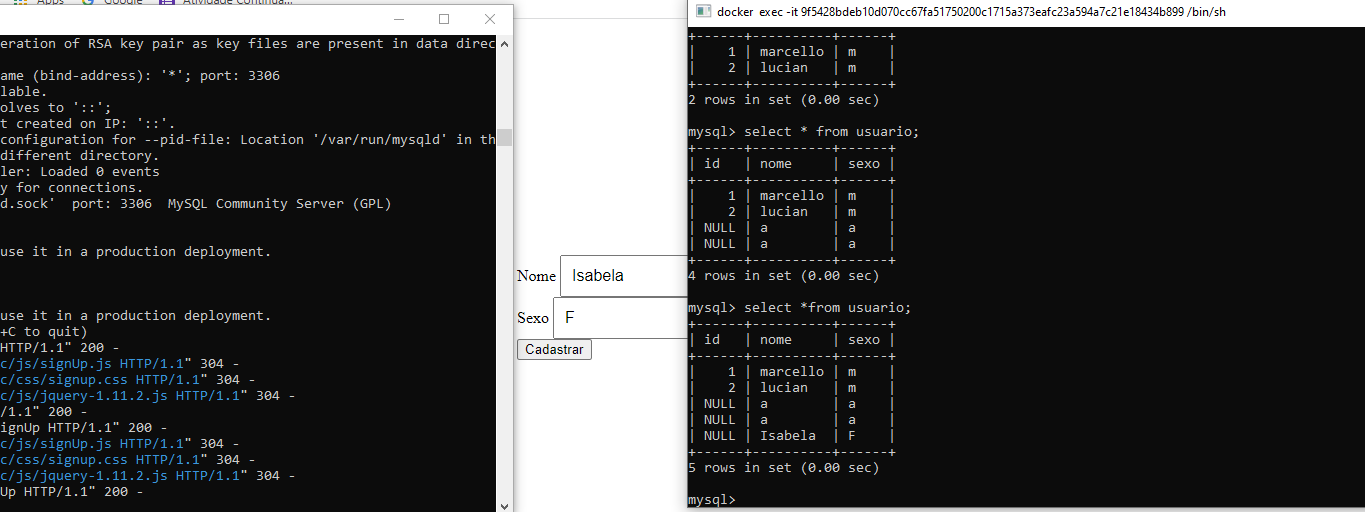 Apps Google Atividade Continua...
eration of RSA key pair as key files are present in data direc
ame (bind-address): '*'; port: 3306
lable.
olves to '::';
t created on IP: '::'.
configuration for --pid-file: Location '/var/run/mysqld' in th
different directory.
ler: Loaded 0 events
y for connections.
d.sock'  port: 3306  MySQL Community Server (GPL)
use it in a production deployment.
use it in a production deployment.
+C to quit)
HTTP/1.1" 200 -
c/js/signUp.js HTTP/1.1" 304 -
c/css/signup.css HTTP/1.1" 304 -
c/js/jquery-1.11.2.js HTTP/1.1" 304 -
/1.1" 200 -
ignUp HTTP/1.1" 200 -
c/js/signUp.js HTTP/1.1" 304 -
c/css/signup.css HTTP/1.1" 304 -
c/js/jquery-1.11.2.js HTTP/1.1" 304 -
Up HTTP/1.1" 200 -
Nome Isabela
Sexo F
Cadastrar
docker exec -it 9f5428bdeb10d070cc67fa51750200c1715a373eafc23a594a7c21e18434b899 /bin/sh
+------+----------+------+
|    1 | marcello | m    |
|    2 | lucian   | m    |
+------+----------+------+
2 rows in set (0.00 sec)
mysql> select * from usuario;
+------+----------+------+
| id   | nome     | sexo |
+------+----------+------+
|    1 | marcello | m    |
|    2 | lucian   | m    |
| NULL | a        | a    |
| NULL | a        | a    |
+------+----------+------+
4 rows in set (0.00 sec)
mysql> select *from usuario;
+------+----------+------+
| id   | nome     | sexo |
+------+----------+------+
|    1 | marcello | m    |
|    2 | lucian   | m    |
| NULL | a        | a    |
| NULL | a        | a    |
| NULL | Isabela  | F    |
+------+----------+------+
5 rows in set (0.00 sec)
mysql>